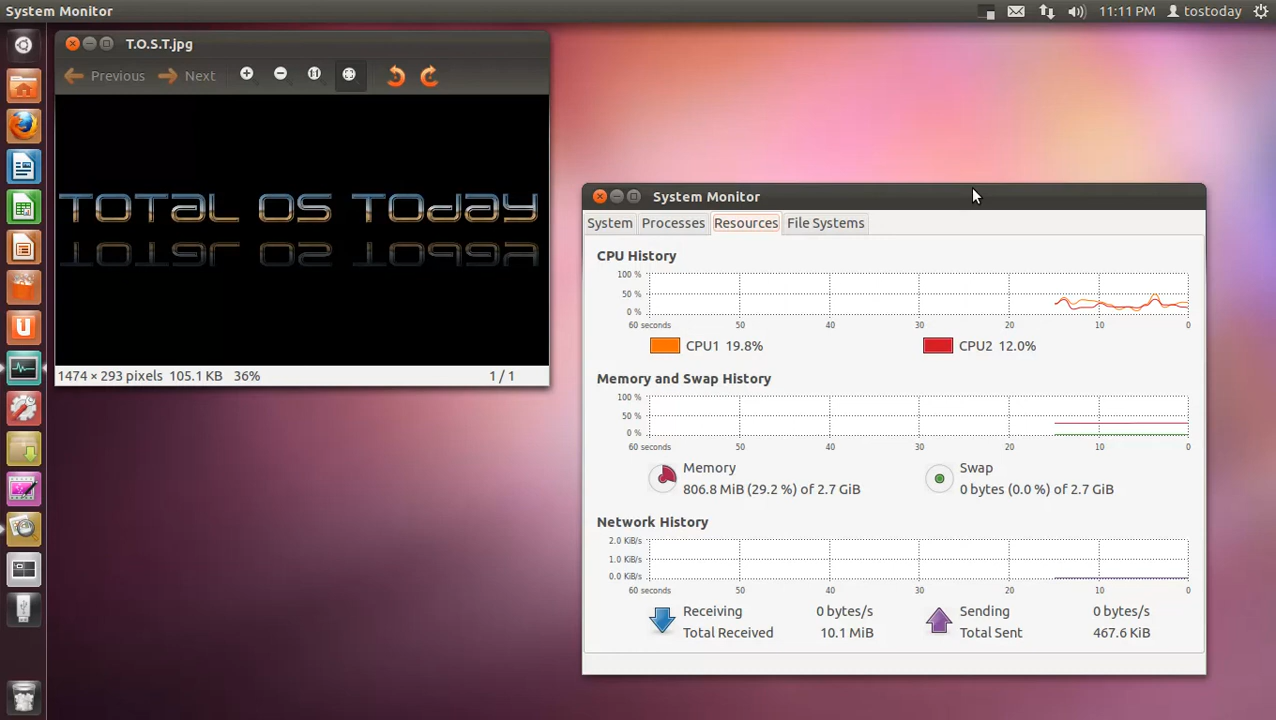 System Monitor
11:11 PM tostoday
T.O.S.T.jpg
Previous Next
TOTAL OS TODAY
1474 × 293 pixels 105.1 KB 36% 1 / 1
System Monitor
System Processes Resources File Systems
CPU History
100 %
50 %
0 %
60 seconds 50 40 30 20 10 0
CPU1 19.8% CPU2 12.0%
Memory and Swap History
100 %
50 %
0 %
60 seconds 50 40 30 20 10 0
Memory Swap
806.8 MiB (29.2 %) of 2.7 GiB 0 bytes (0.0 %) of 2.7 GiB
Network History
2.0 KiB/s
1.0 KiB/s
0.0 KiB/s
60 seconds 50 40 30 20 10 0
Receiving 0 bytes/s Sending 0 bytes/s
Total Received 10.1 MiB Total Sent 467.6 KiB